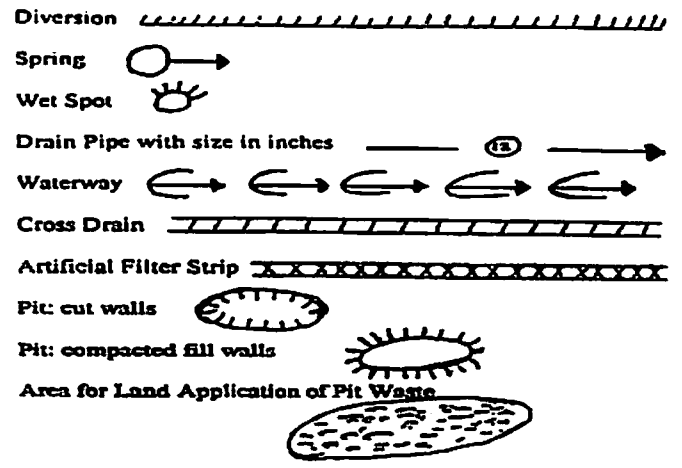 Diversion
Spring
Wet Spot
Drain Pipe with size in inches 12
Waterway
Cross Drain
Artificial Filter Strip
Pit: cut walls
Pit: compacted fill walls
Area for Land Application of Pit Waste